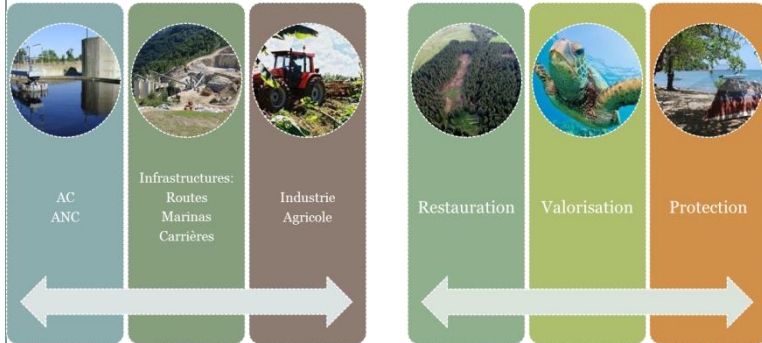 AC
ANC
Infrastructures:
Routes
Marinas
Carrières
Industrie
Agricole
Restauration
Valorisation
Protection